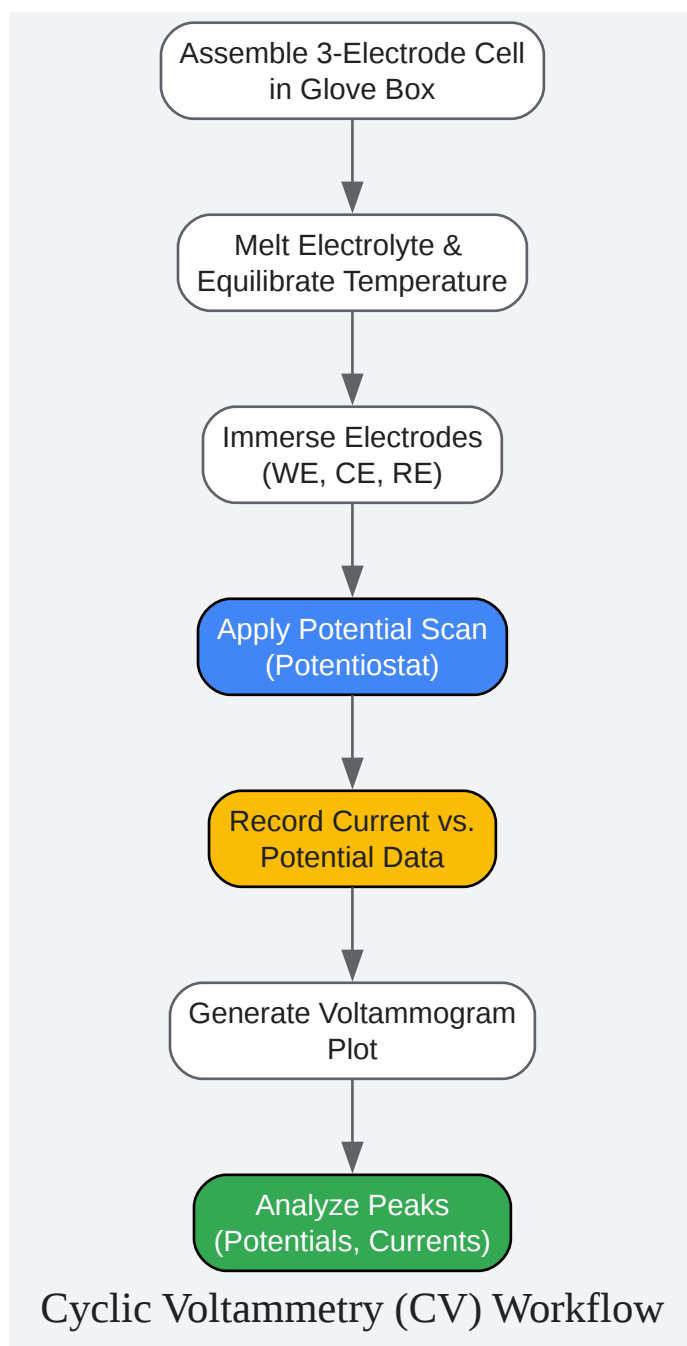 Assemble 3-Electrode Cell
in Glove Box
Melt Electrolyte &
Equilibrate Temperature
Immerse Electrodes
(WE, CE, RE)
Apply Potential Scan
(Potentiostat)
Record Current vs.
Potential Data
Generate Voltammogram
Plot
Analyze Peaks
(Potentials, Currents)
Cyclic Voltammetry (CV) Workflow